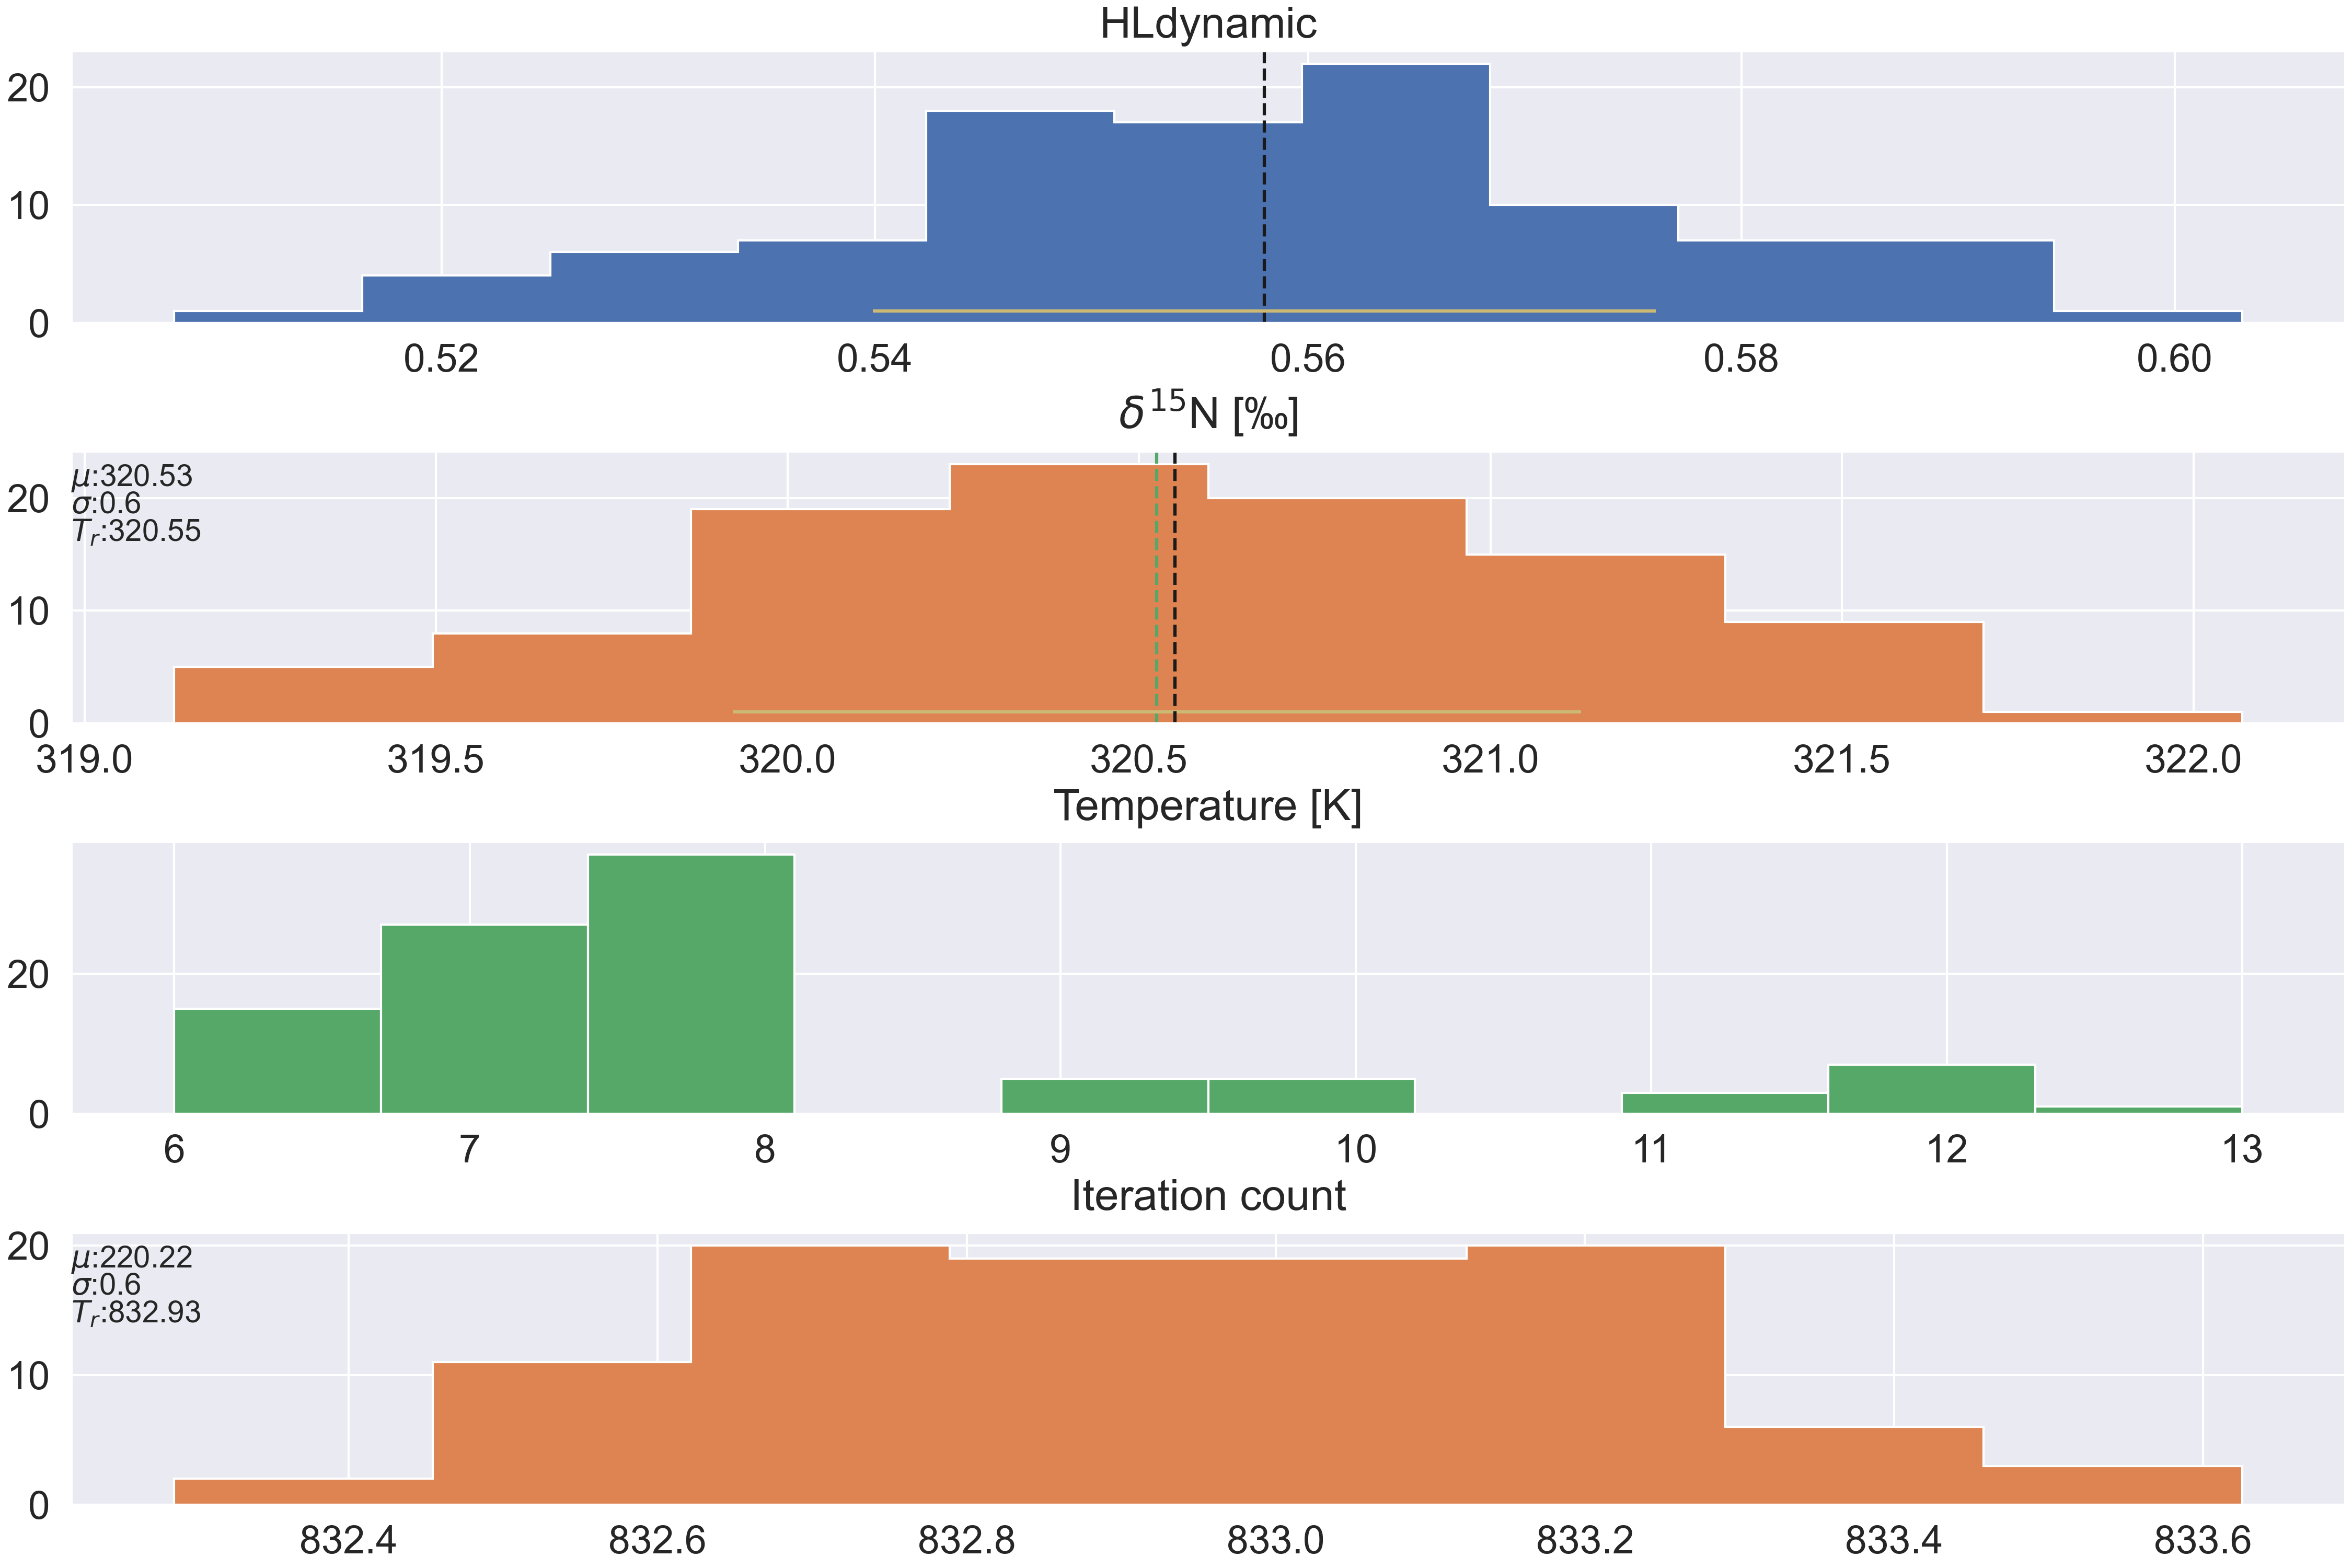 HLdynamic
20
10
0
0.52 0.54 0.56 0.58 0.60
δ¹⁵N [‰]
μ:320.53
σ:0.6
Tᵣ:320.55
20
10
0
319.0 319.5 320.0 320.5 321.0 321.5 322.0
Temperature [K]
20
0
6 7 8 9 10 11 12 13
Iteration count
20
μ:220.22
σ:0.6
Tᵣ:832.93
10
0
832.4 832.6 832.8 833.0 833.2 833.4 833.6